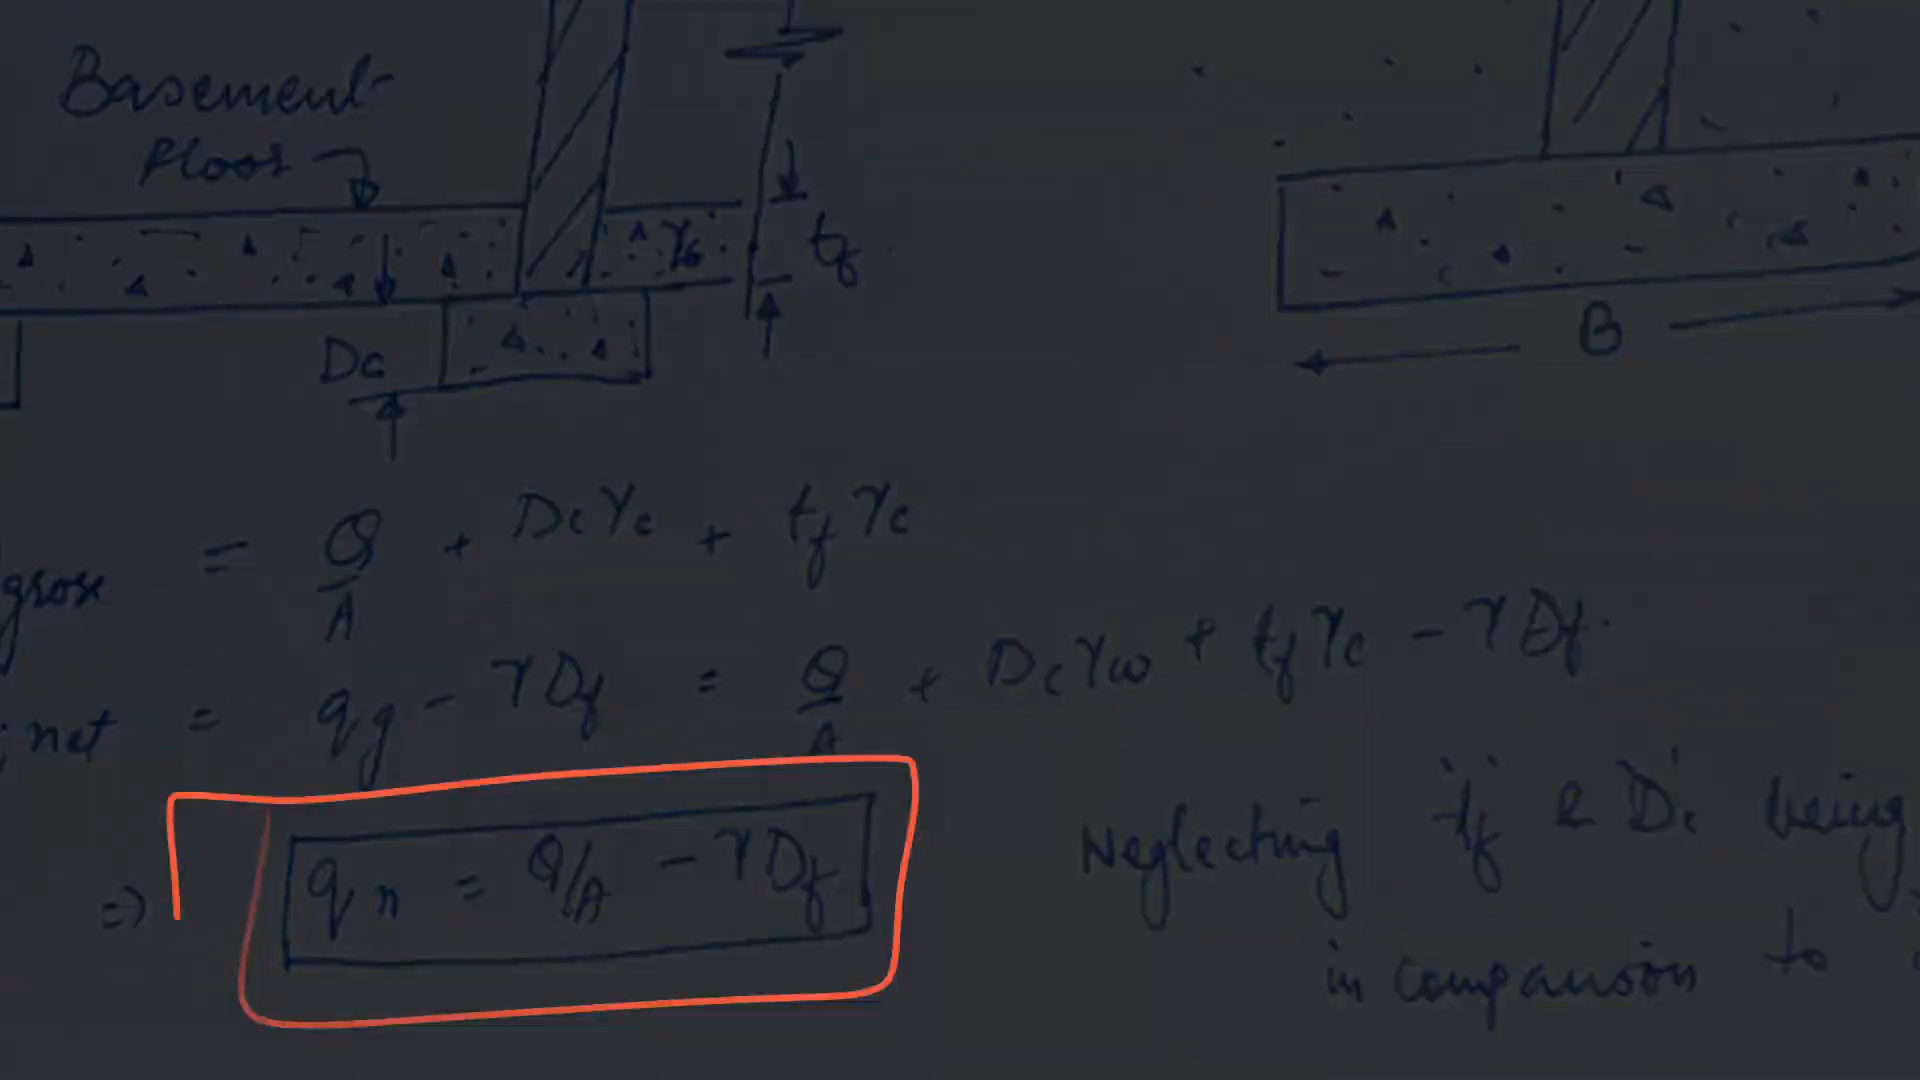 Basement
Floor
γc
tf
Dc
B
gross = Q/A + Dcγc + tfγc
net = qg - γDf = Q/A + Dcγw + tfγc - γDf
=> qn = Q/A - γDf
Neglecting 'tf' & Dc being
in comparison to